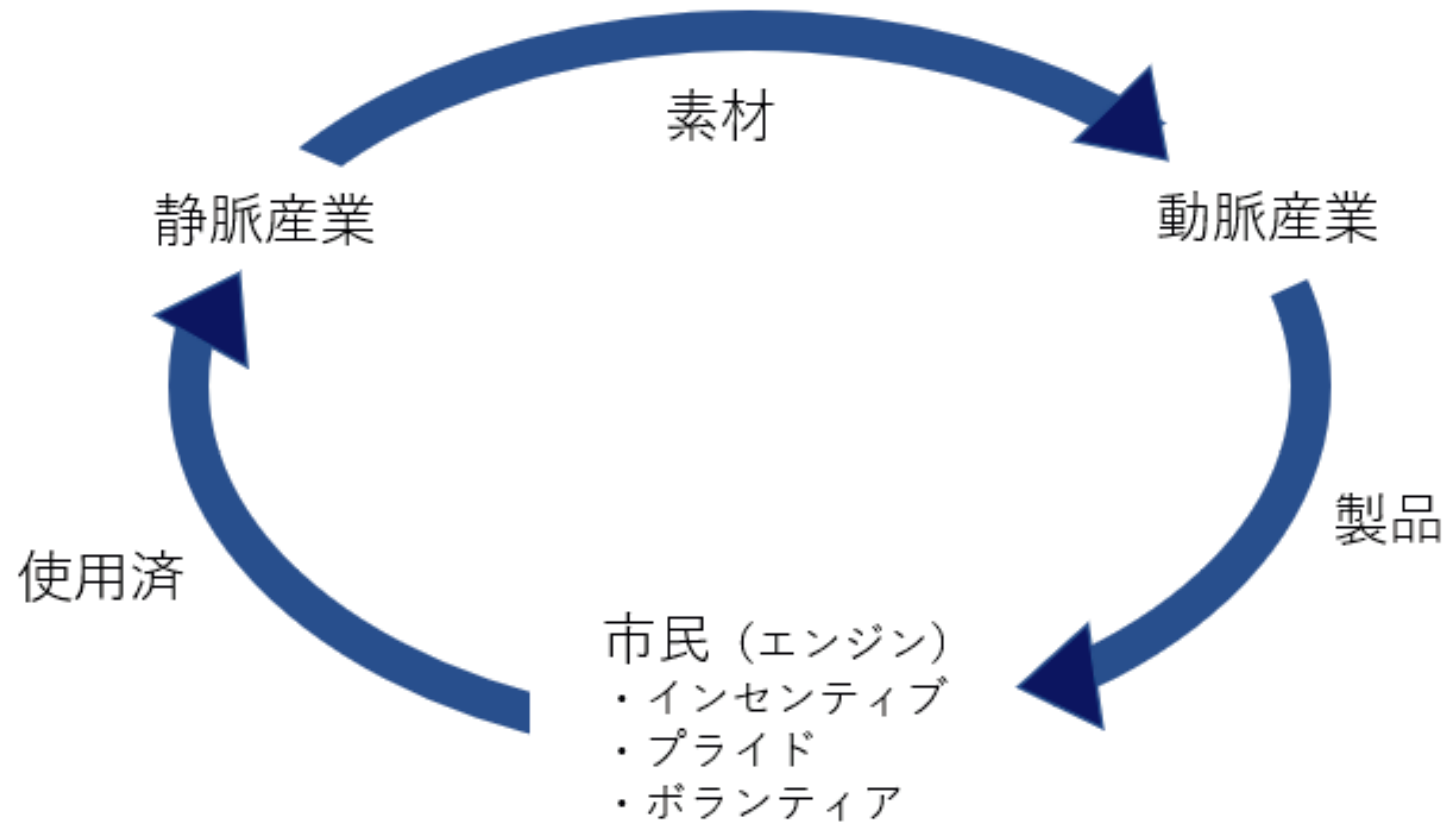 素材
静脈産業
動脈産業
製品
使用済
市民（エンジン）
・インセンティブ
・プライド
・ボランティア